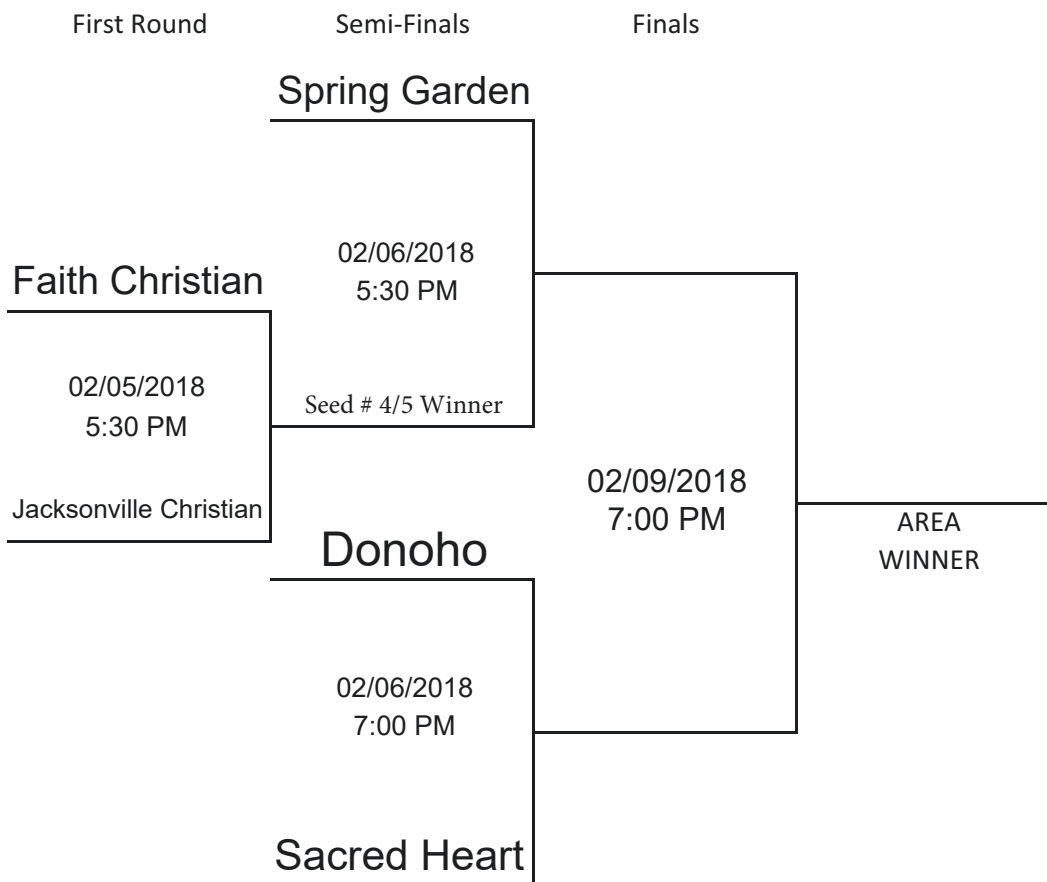 First Round
Semi-Finals
Finals
Spring Garden
02/06/2018
5:30 PM
Faith Christian
02/05/2018
5:30 PM
Seed # 4/5 Winner
Jacksonville Christian
02/09/2018
7:00 PM
AREA
WINNER
Donoho
02/06/2018
7:00 PM
Sacred Heart